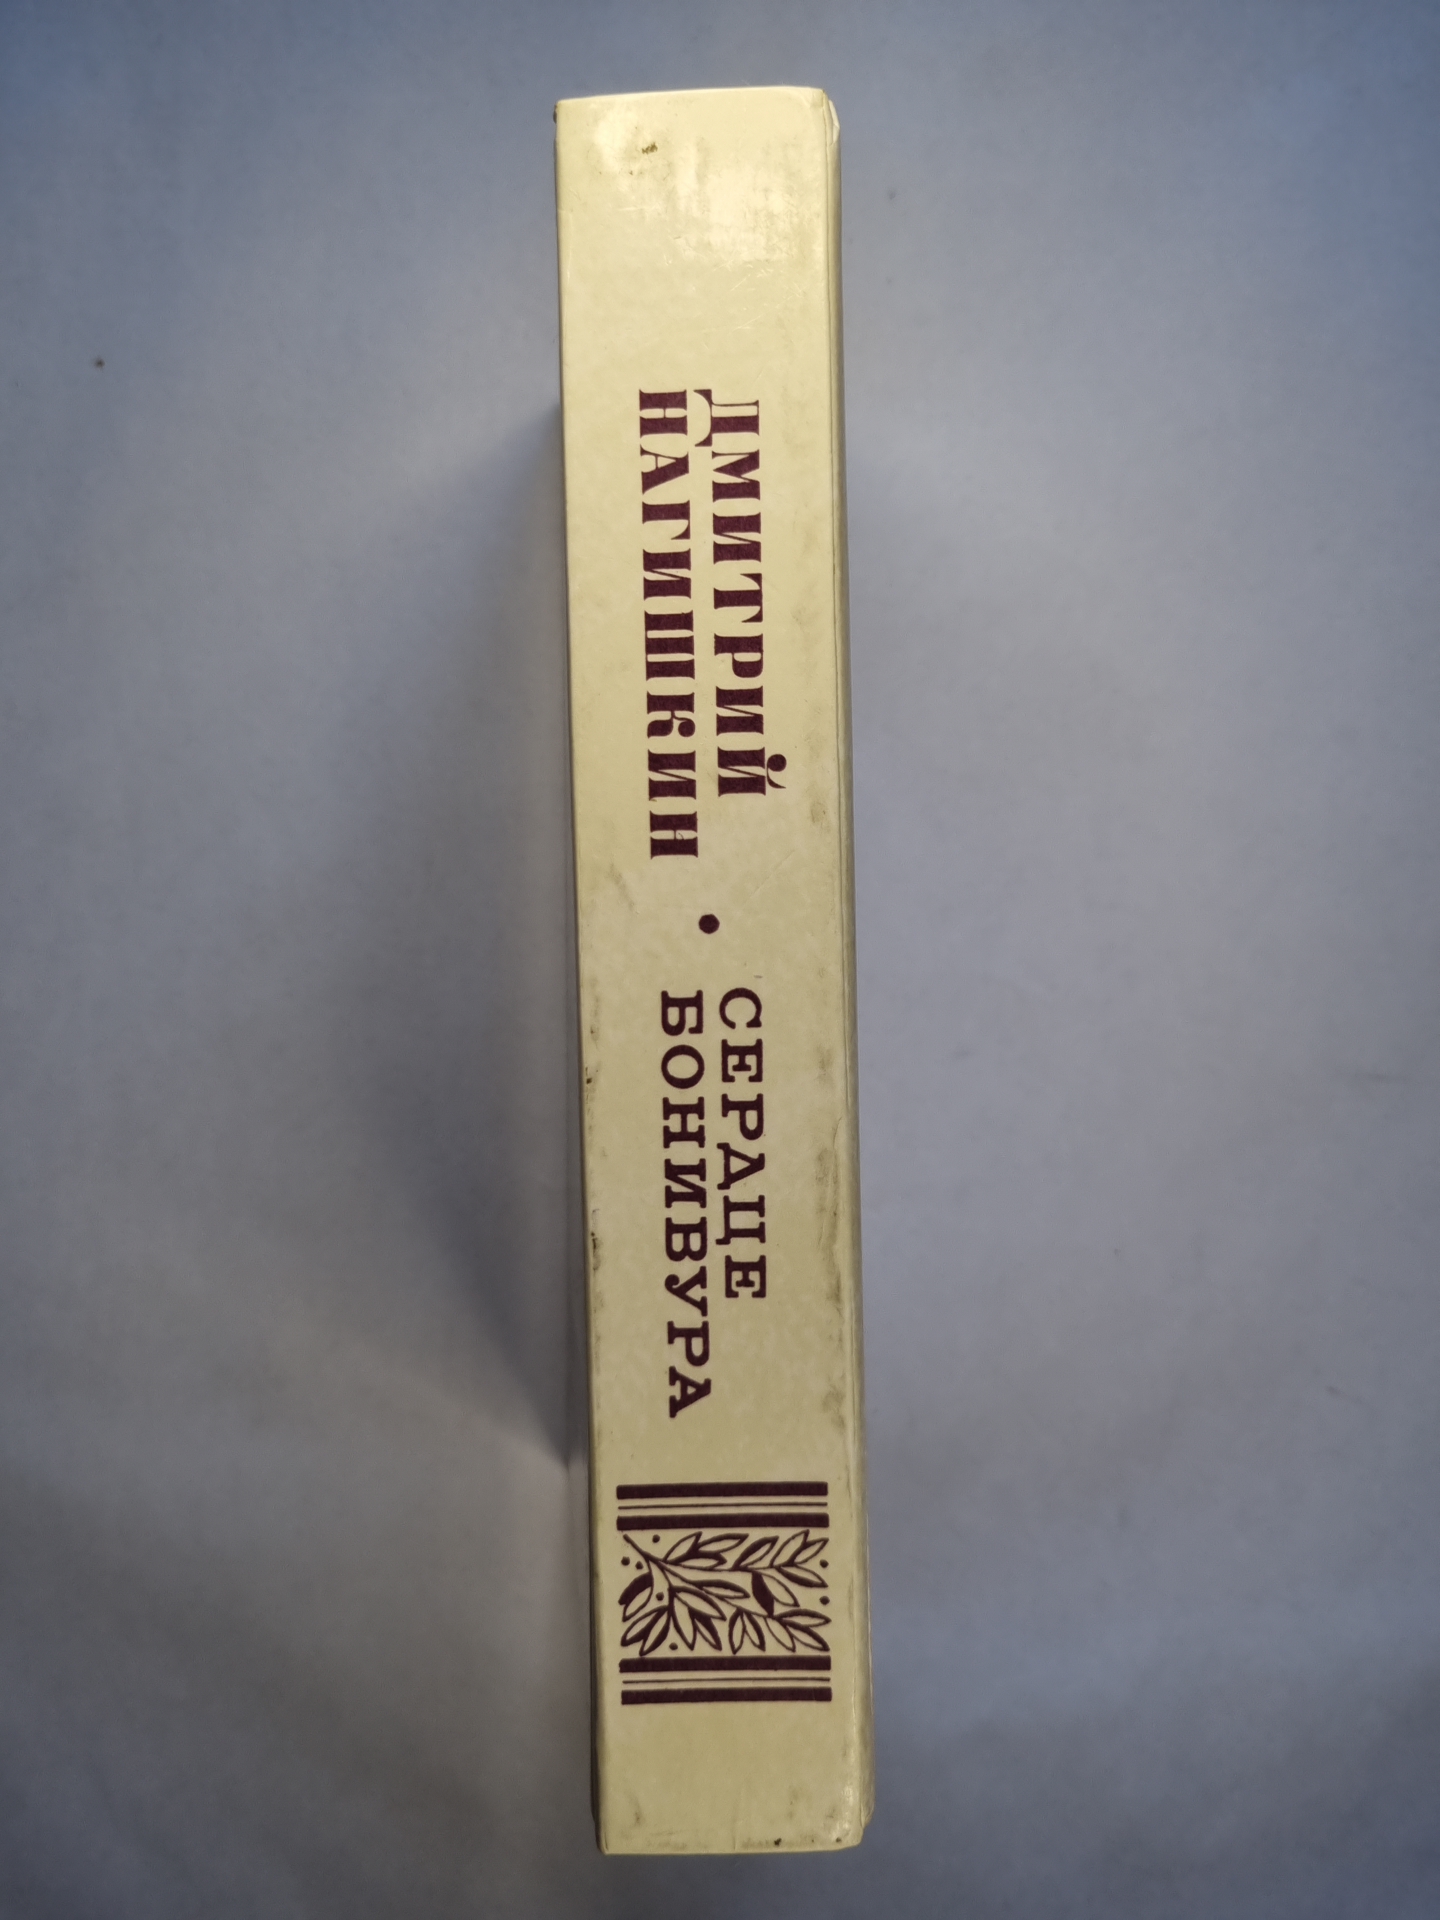 ДМИТРИЙ
НАГИШКИН
•
СЕРДЦЕ
БОНИВУРА